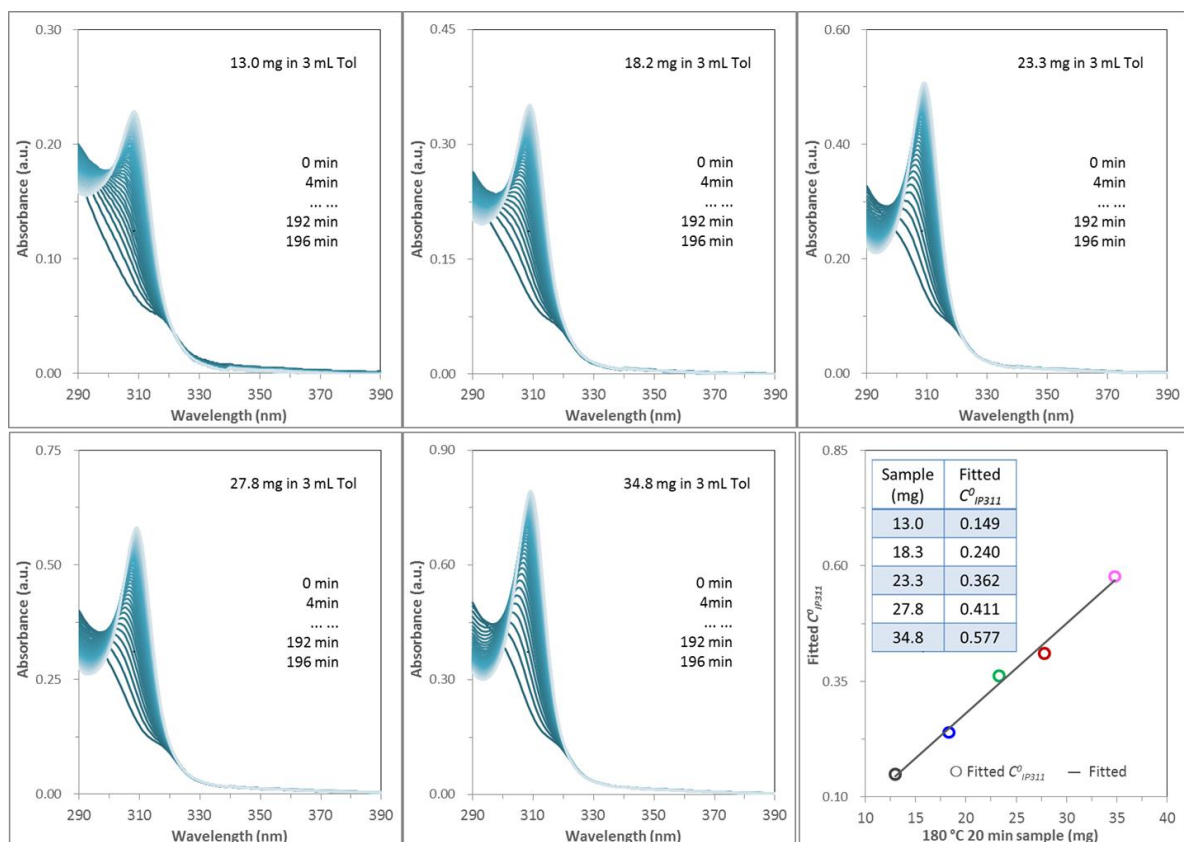 0.30
0.20
0.10
0.00
Absorbance (a.u.)
13.0 mg in 3 mL Tol
0 min
4min
... ...
192 min
196 min
290 310 330 350 370 390
Wavelength (nm)
0.45
0.30
0.15
0.00
Absorbance (a.u.)
18.2 mg in 3 mL Tol
0 min
4min
... ...
192 min
196 min
290 310 330 350 370 390
Wavelength (nm)
0.60
0.40
0.20
0.00
Absorbance (a.u.)
23.3 mg in 3 mL Tol
0 min
4min
... ...
192 min
196 min
290 310 330 350 370 390
Wavelength (nm)
0.75
0.50
0.25
0.00
Absorbance (a.u.)
27.8 mg in 3 mL Tol
0 min
4min
... ...
192 min
196 min
290 310 330 350 370 390
Wavelength (nm)
0.90
0.60
0.30
0.00
Absorbance (a.u.)
34.8 mg in 3 mL Tol
0 min
4min
... ...
192 min
196 min
290 310 330 350 370 390
Wavelength (nm)
0.85
0.60
0.35
0.10
Fitted C⁰IP311
Sample (mg) Fitted C⁰IP311
13.0 0.149
18.3 0.240
23.3 0.362
27.8 0.411
34.8 0.577
Fitted C⁰IP311 Fitted
10 15 20 25 30 35 40
180 °C 20 min sample (mg)